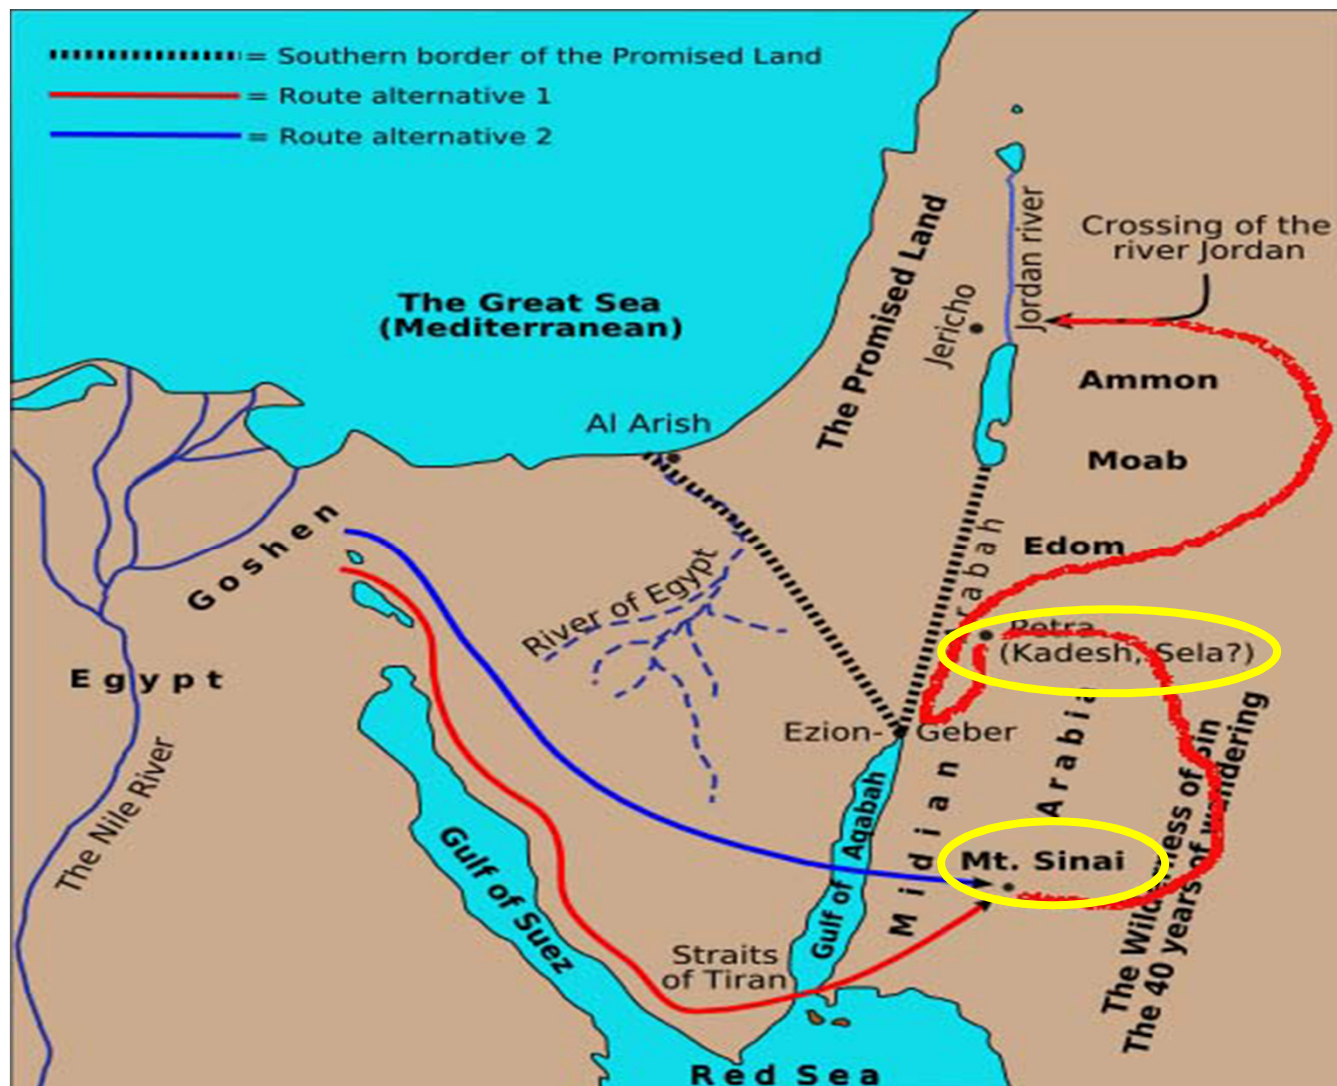 = Southern border of the Promised Land
= Route alternative 1
= Route alternative 2
The Great Sea
(Mediterranean)
The Promised Land
Jordan river
Crossing of the
river Jordan
Jericho
Ammon
Al Arish
Moab
Goshen
Edom
Arabah
River of Egypt
Petra
(Kadesh, Sela?)
Egypt
Ezion-Geber
The Nile River
Gulf of Suez
Gulf of Aqabah
Midian
Arabia
Mt. Sinai
The Wilderness of Sin
The 40 years of wandering
Straits
of Tiran
Red Sea